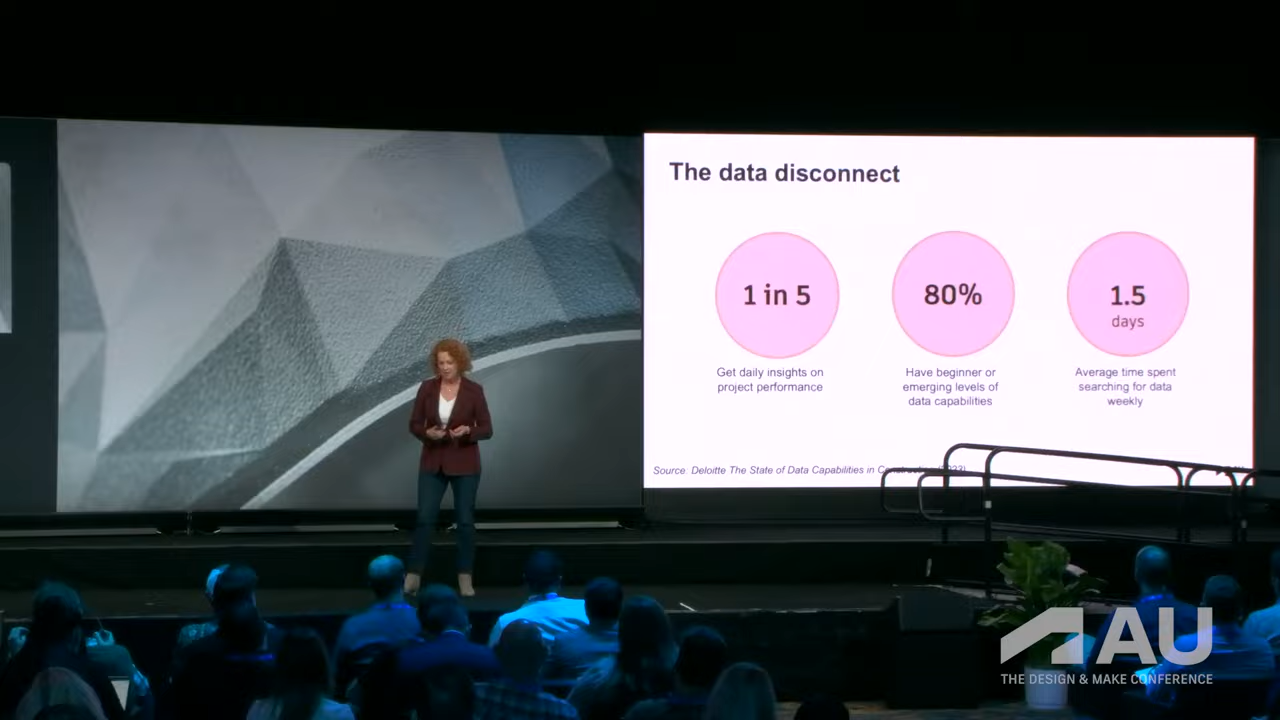 The data disconnect
1 in 5
Get daily insights on
project performance
80%
Have beginner or
emerging levels of
data capabilities
1.5
days
Average time spent
searching for data
weekly
Source: Deloitte The State of Data Capabilities in Construction (2023)
AU
THE DESIGN & MAKE CONFERENCE